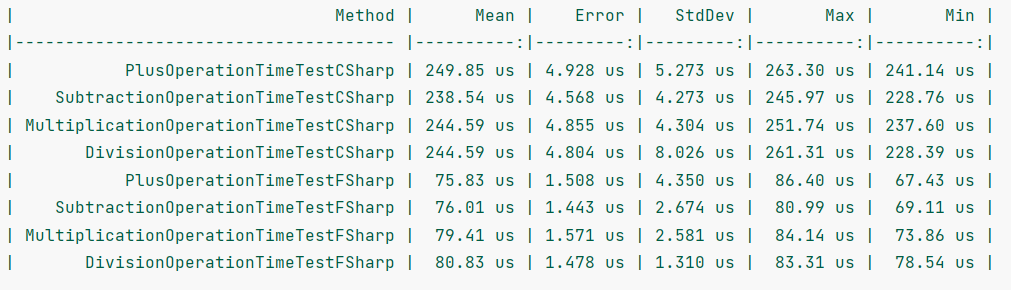 |                                Method |      Mean |    Error |   StdDev |       Max |       Min |
|-------------------------------------- |----------:|---------:|---------:|----------:|----------:|
|           PlusOperationTimeTestCSharp | 249.85 us | 4.928 us | 5.273 us | 263.30 us | 241.14 us |
|    SubtractionOperationTimeTestCSharp | 238.54 us | 4.568 us | 4.273 us | 245.97 us | 228.76 us |
| MultiplicationOperationTimeTestCSharp | 244.59 us | 4.855 us | 4.304 us | 251.74 us | 237.60 us |
|       DivisionOperationTimeTestCSharp | 244.59 us | 4.804 us | 8.026 us | 261.31 us | 228.39 us |
|           PlusOperationTimeTestFSharp |  75.83 us | 1.508 us | 4.350 us |  86.40 us |  67.43 us |
|    SubtractionOperationTimeTestFSharp |  76.01 us | 1.443 us | 2.674 us |  80.99 us |  69.11 us |
| MultiplicationOperationTimeTestFSharp |  79.41 us | 1.571 us | 2.581 us |  84.14 us |  73.86 us |
|       DivisionOperationTimeTestFSharp |  80.83 us | 1.478 us | 1.310 us |  83.31 us |  78.54 us |